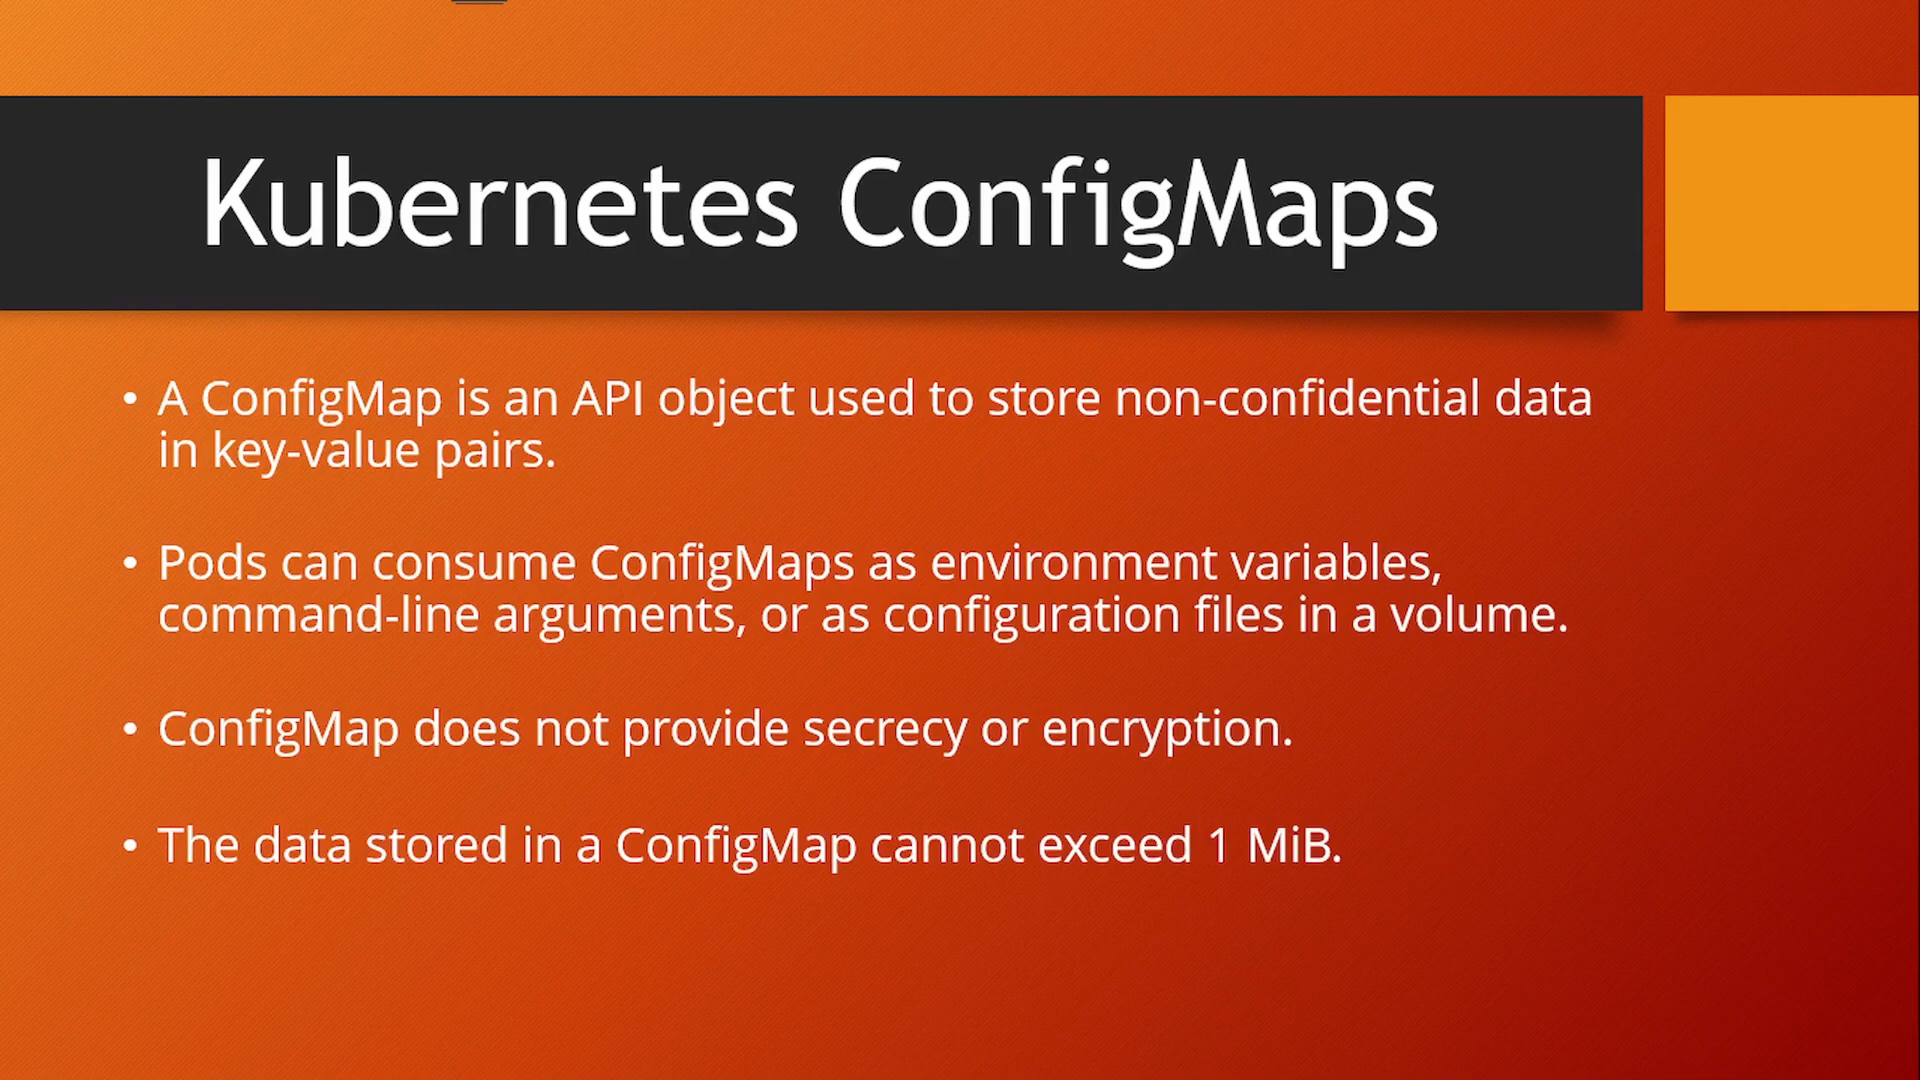 Kubernetes ConfigMaps
• A ConfigMap is an API object used to store non-confidential data
in key-value pairs.
• Pods can consume ConfigMaps as environment variables,
command-line arguments, or as configuration files in a volume.
• ConfigMap does not provide secrecy or encryption.
• The data stored in a ConfigMap cannot exceed 1 MiB.